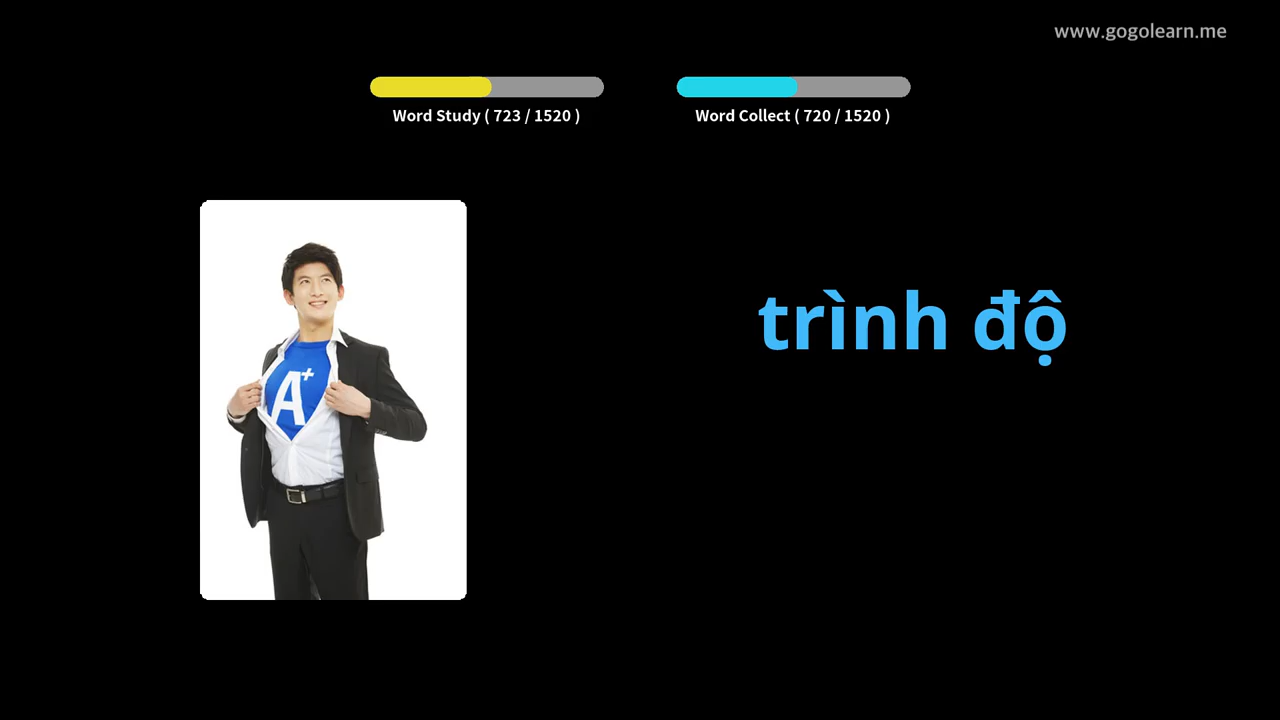 www.gogolearn.me
Word Study ( 723 / 1520 )
Word Collect ( 720 / 1520 )
A+
trình độ